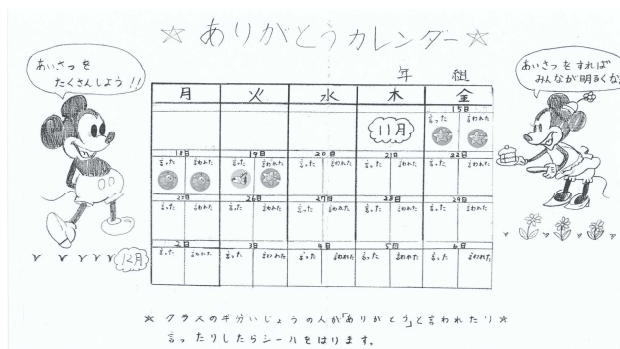 ☆ ありがとうカレンダー ☆
年 組
あいさつを
たくさんしよう!!
あいさつをすれば
みんなが明るくな
月 火 水 木 金
11月
15日
言った 言われた
18日 19日 20日 21日 22日
言った 言われた 言った 言われた 言った 言われた 言った 言われた 言った 言われた
25日 26日 27日 28日 29日
言った 言われた 言った 言われた 言った 言われた 言った 言われた 言った 言われた
12月
2日 3日 4日 5日 6日
言った 言われた 言った 言われた 言った 言われた 言った 言われた 言った 言われた
☆ クラスの半分いじょうの人が「ありがとう」と言われたり ☆
言ったりしたらシールをはります。